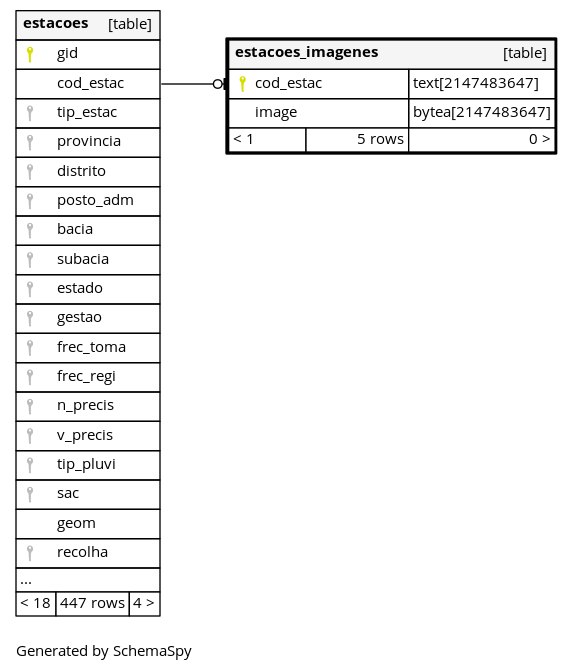 estacoes [table]
gid
cod_estac
tip_estac
provincia
distrito
posto_adm
bacia
subacia
estado
gestao
frec_toma
frec_regi
n_precis
v_precis
tip_pluvi
sac
geom
recolha
...
< 18 447 rows 4 >
estacoes_imagenes [table]
cod_estac text[2147483647]
image bytea[2147483647]
< 1 5 rows 0 >
Generated by SchemaSpy